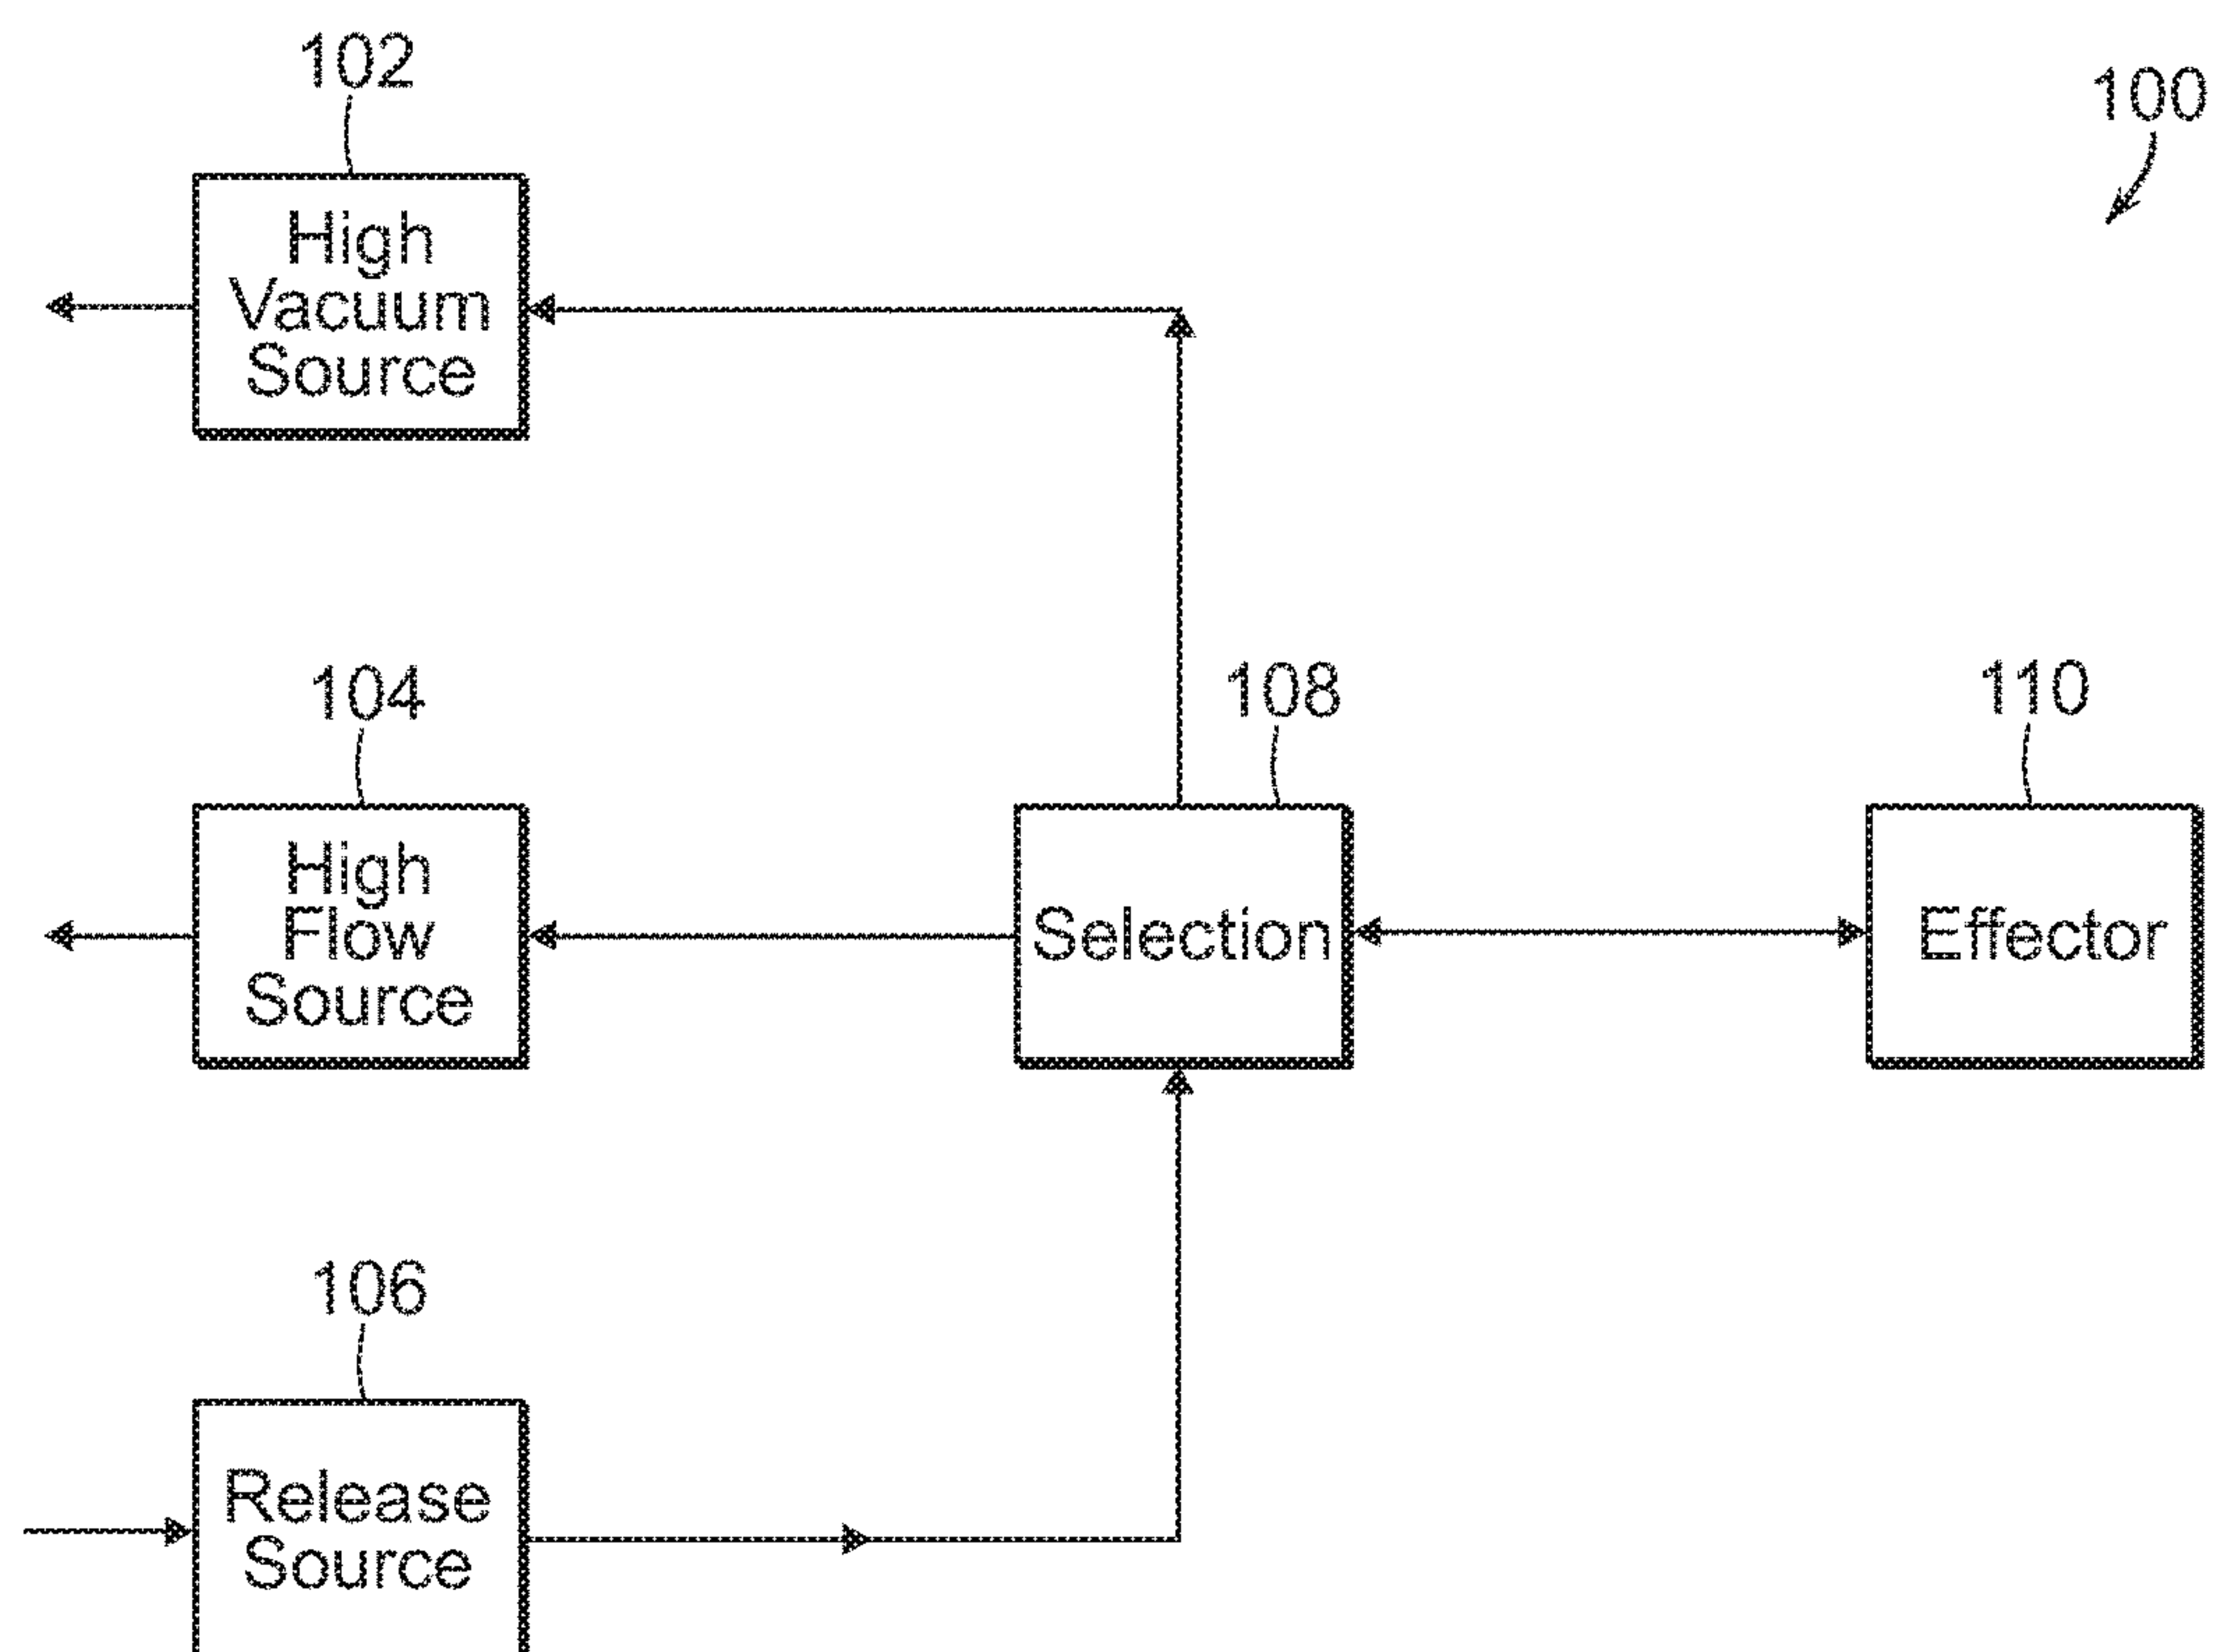 102
100
High
Vacuum
Source
104
108
110
High
Flow
Source
Selection
Effector
106
Release
Source